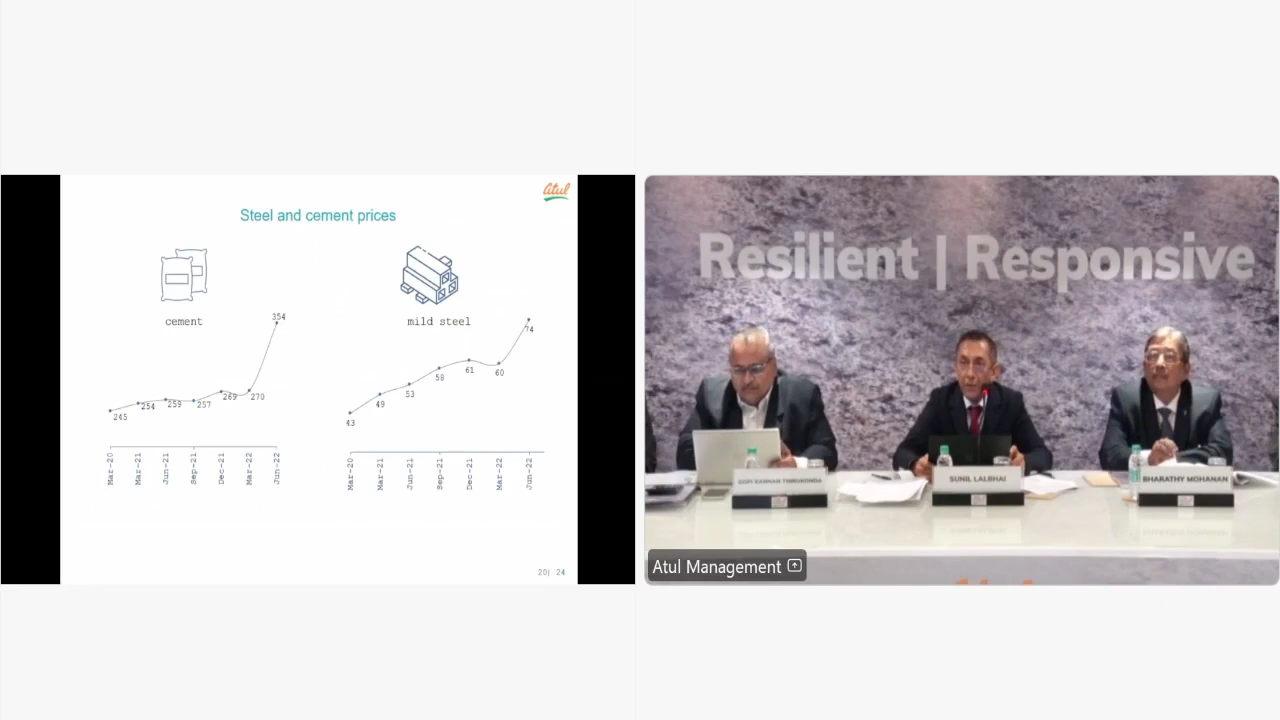 Atul
Steel and cement prices
cement
mild steel
245
254
259
257
269
270
354
43
49
53
58
61
60
74
Mar-20
Mar-21
Jun-21
Sep-21
Dec-21
Mar-22
Jun-22
Mar-20
Mar-21
Jun-21
Sep-21
Dec-21
Mar-22
Jun-22
20| 24
Resilient | Responsive
SUNIL LALBHAI
BHARATHY MOHANAN
Atul Management